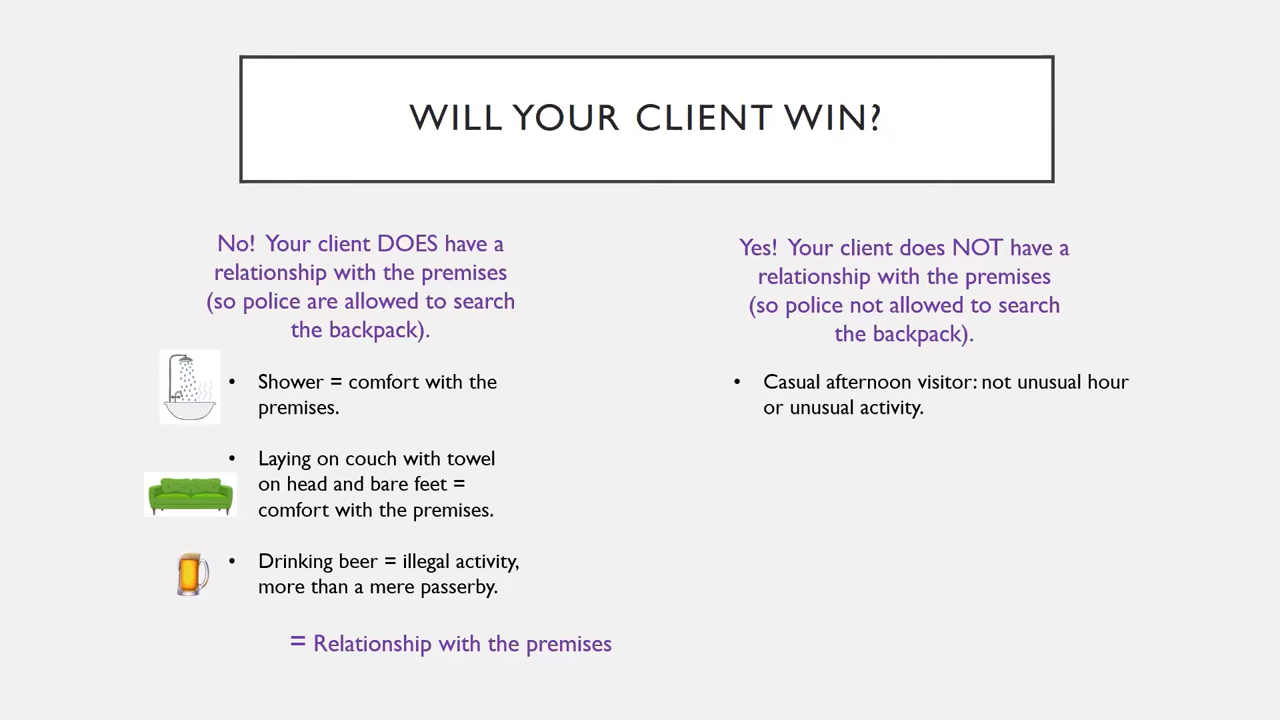 WILL YOUR CLIENT WIN?
No! Your client DOES have a
relationship with the premises
(so police are allowed to search
the backpack).
• Shower = comfort with the
premises.
• Laying on couch with towel
on head and bare feet =
comfort with the premises.
• Drinking beer = illegal activity,
more than a mere passerby.
= Relationship with the premises
Yes! Your client does NOT have a
relationship with the premises
(so police not allowed to search
the backpack).
• Casual afternoon visitor: not unusual hour
or unusual activity.